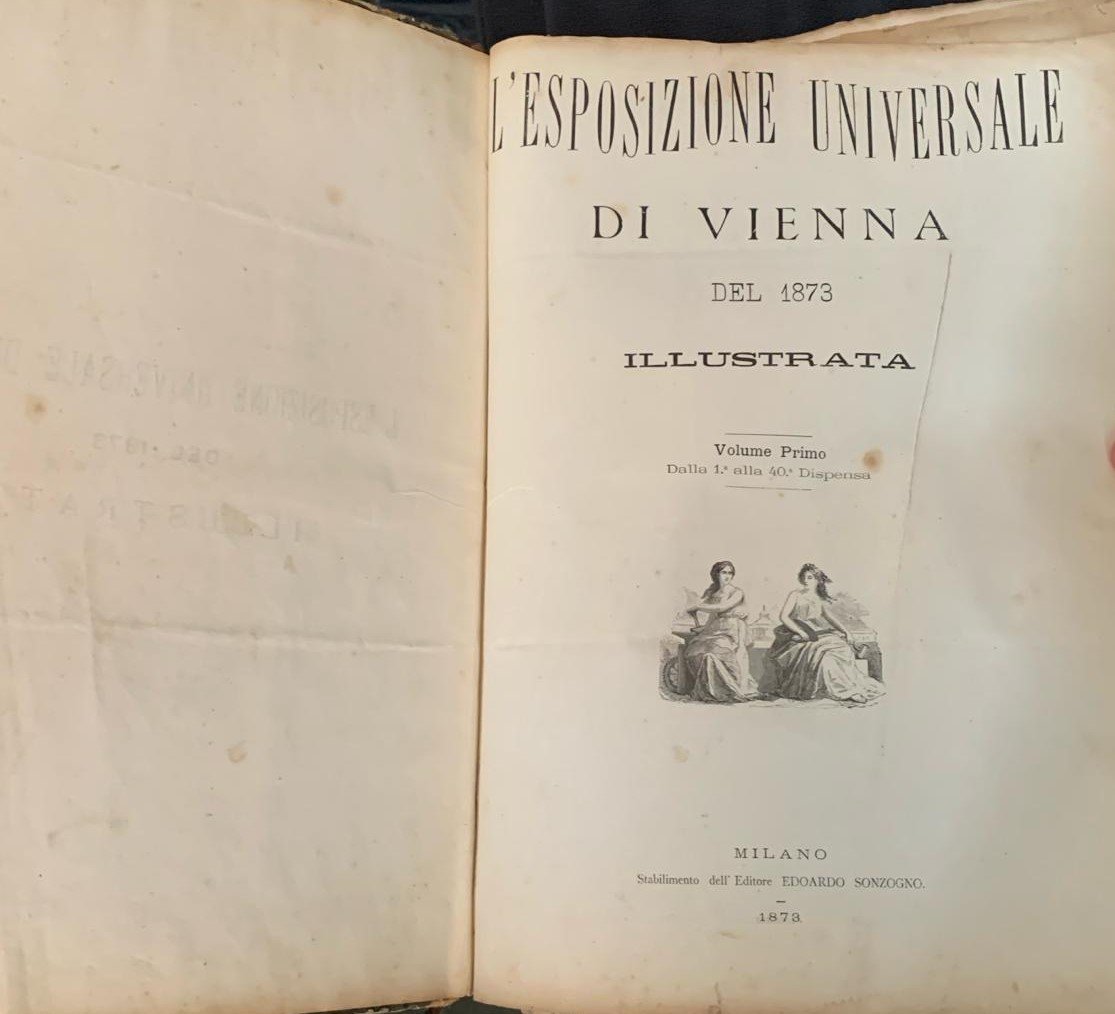 L'ESPOSIZIONE UNIVERSALE
DI VIENNA
DEL 1873
ILLUSTRATA
Volume Primo
Dalla 1.ª alla 40.ª Dispensa
MILANO
Stabilimento dell' Editore EDOARDO SONZOGNO.
1873.